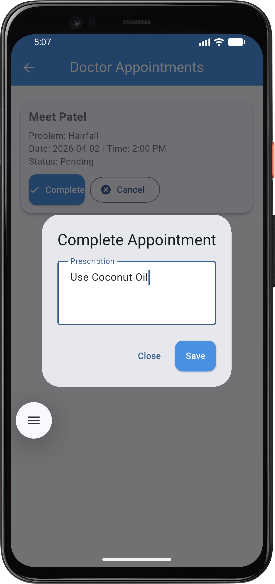 5:07
Doctor Appointments
Meet Patel
Problem: Hairfall
Date: 2026-04-02 | Time: 2:00 PM
Status: Pending
Complete
Cancel
Complete Appointment
Prescription
Use Coconut Oil
Close
Save